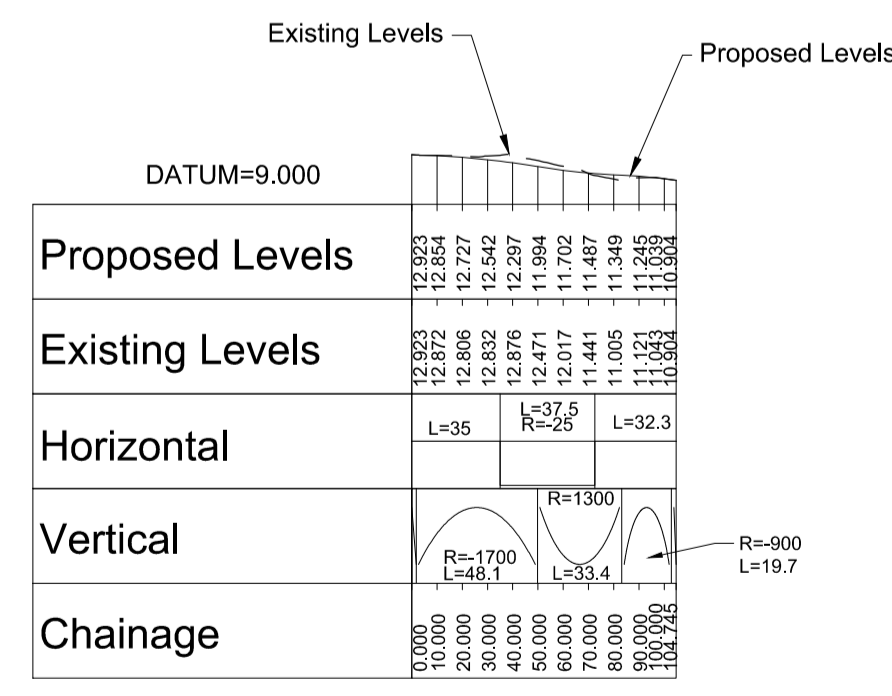 Existing Levels
Proposed Levels
DATUM=9.000
Proposed Levels
12.923 12.854 12.727 12.542 12.297 11.994 11.702 11.487 11.349 11.245 11.039 10.904
Existing Levels
12.923 12.872 12.806 12.832 12.876 12.471 12.017 11.441 11.005 11.121 11.043 10.904
Horizontal
L=35
L=37.5
R=-25
L=32.3
Vertical
R=-1700
L=48.1
R=1300
L=33.4
R=-900
L=19.7
Chainage
0.000 10.000 20.000 30.000 40.000 50.000 60.000 70.000 80.000 90.000 100.000 104.745